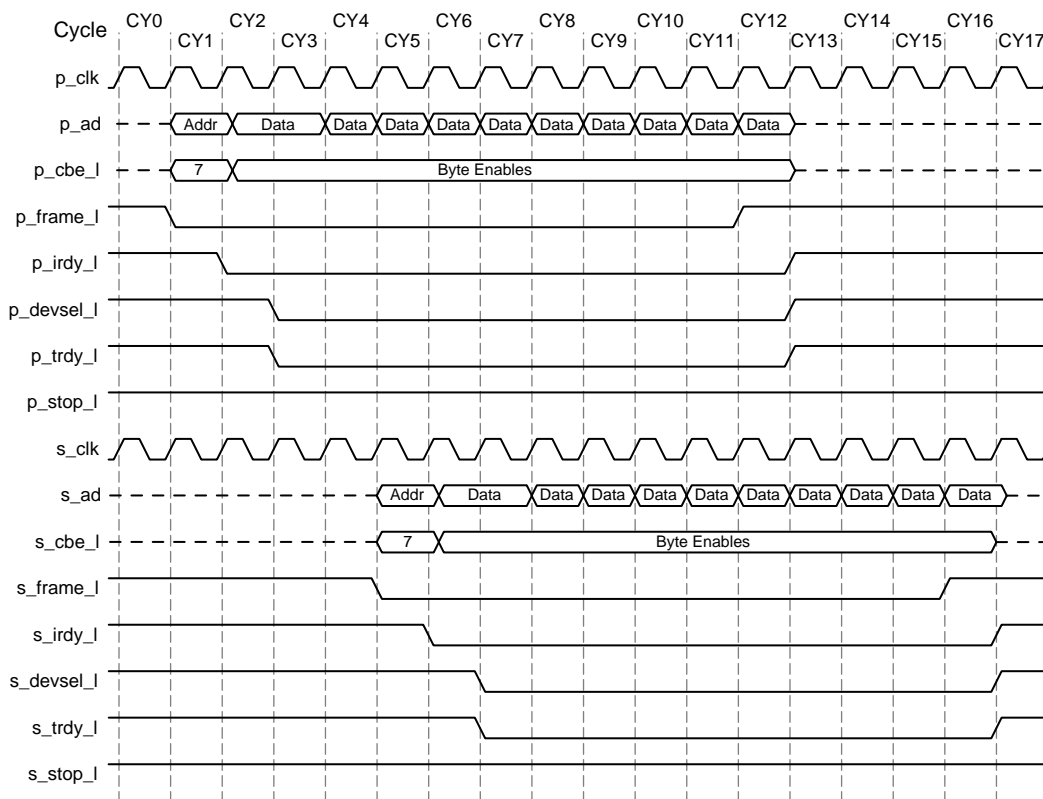 CY0 CY2 CY4 CY6 CY8 CY10 CY12 CY14 CY16
Cycle
CY1 CY3 CY5 CY7 CY9 CY11 CY13 CY15 CY17
p_clk
p_ad Addr Data Data Data Data Data Data Data Data Data Data
p_cbe_l 7 Byte Enables
p_frame_l
p_irdy_l
p_devsel_l
p_trdy_l
p_stop_l
s_clk
s_ad Addr Data Data Data Data Data Data Data Data Data Data
s_cbe_l 7 Byte Enables
s_frame_l
s_irdy_l
s_devsel_l
s_trdy_l
s_stop_l